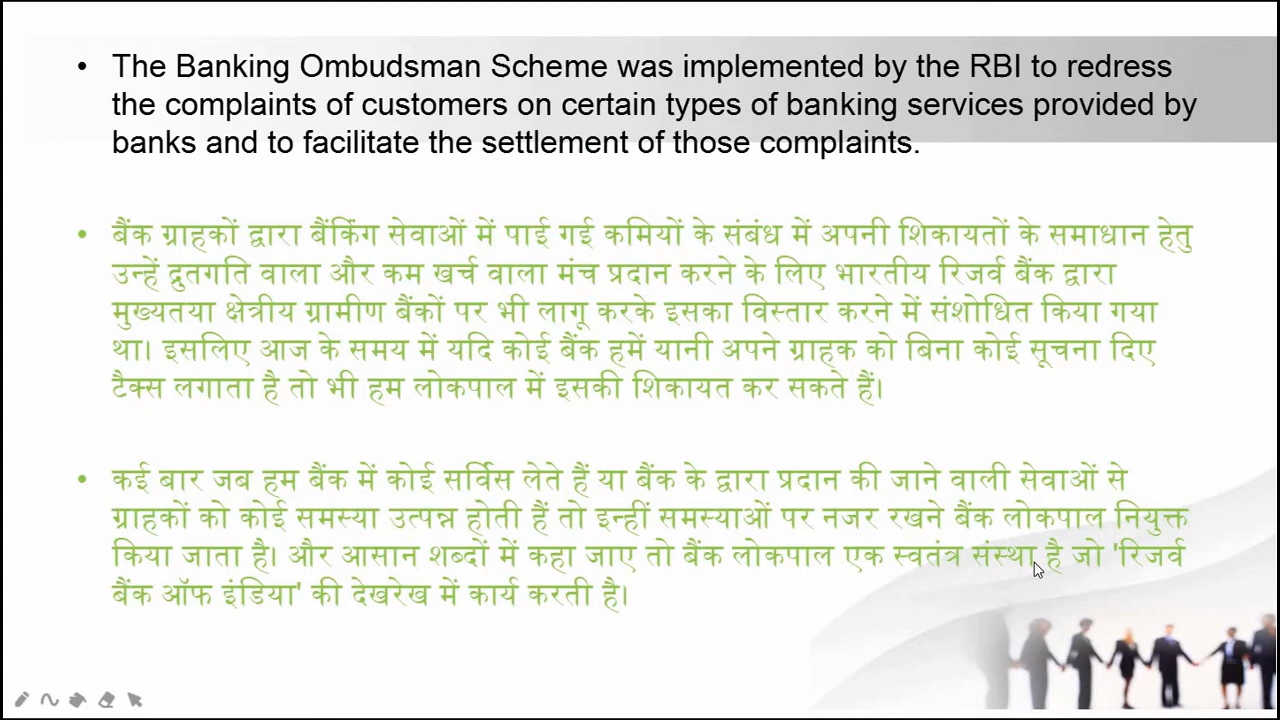 • The Banking Ombudsman Scheme was implemented by the RBI to redress
the complaints of customers on certain types of banking services provided by
banks and to facilitate the settlement of those complaints.
• बैंक ग्राहकों द्वारा बैंकिंग सेवाओं में पाई गई कमियों के संबंध में अपनी शिकायतों के समाधान हेतु
उन्हें द्रुतगति वाला और कम खर्च वाला मंच प्रदान करने के लिए भारतीय रिजर्व बैंक द्वारा
मुख्यतया क्षेत्रीय ग्रामीण बैंकों पर भी लागू करके इसका विस्तार करने में संशोधित किया गया
था। इसलिए आज के समय में यदि कोई बैंक हमें यानी अपने ग्राहक को बिना कोई सूचना दिए
टैक्स लगाता है तो भी हम लोकपाल में इसकी शिकायत कर सकते हैं।
• कई बार जब हम बैंक में कोई सर्विस लेते हैं या बैंक के द्वारा प्रदान की जाने वाली सेवाओं से
ग्राहकों को कोई समस्या उत्पन्न होती हैं तो इन्हीं समस्याओं पर नजर रखने बैंक लोकपाल नियुक्त
किया जाता है। और आसान शब्दों में कहा जाए तो बैंक लोकपाल एक स्वतंत्र संस्था है जो 'रिजर्व
बैंक ऑफ इंडिया' की देखरेख में कार्य करती है।